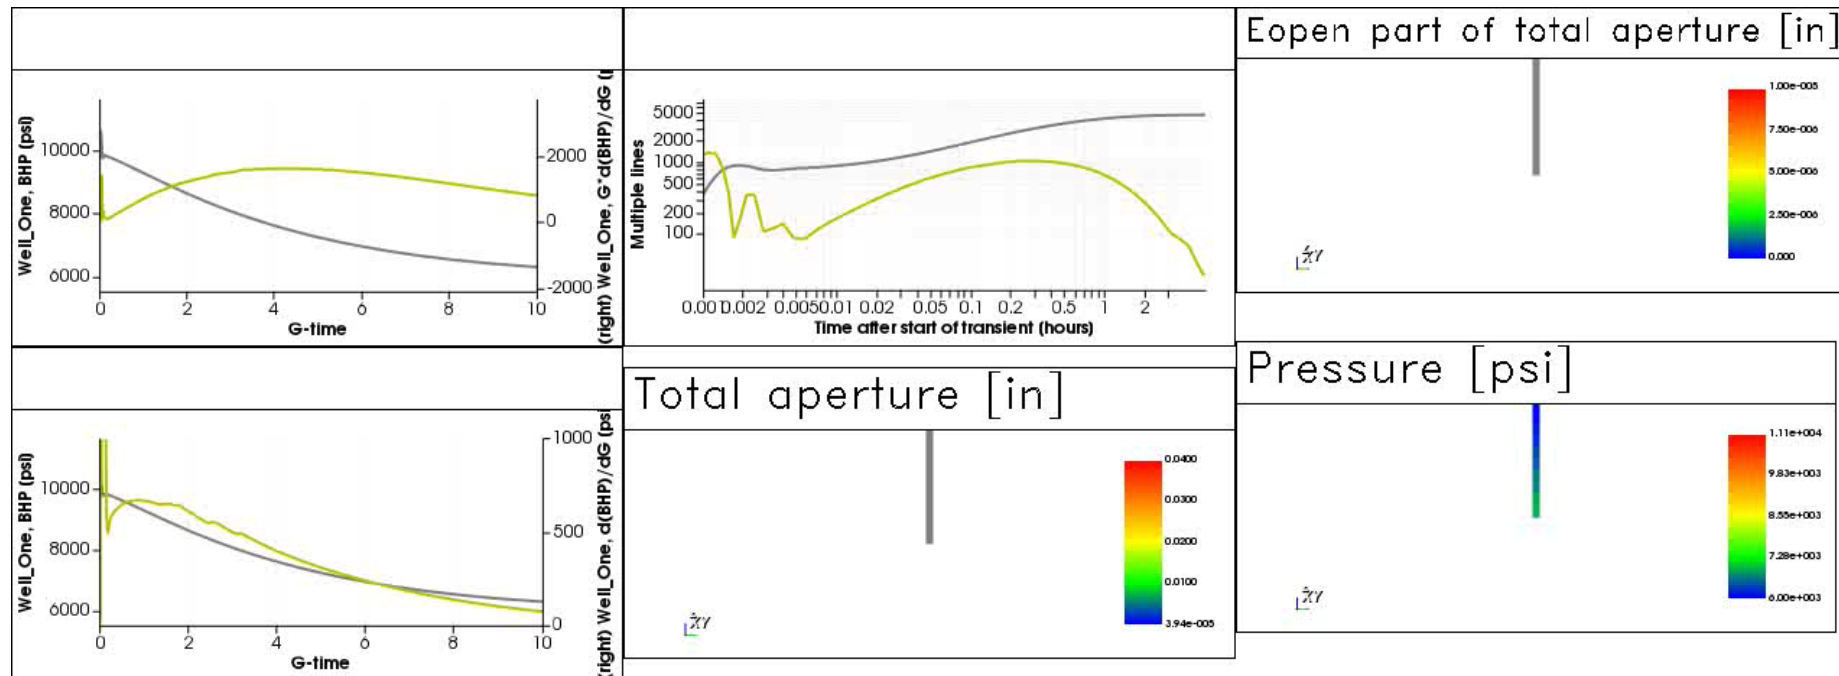 Well_One, BHP (psi)
10000
8000
6000
0
2
4
6
8
10
G-time
2000
0
-2000
(right) Well_One, G*d(BHP)/dG (
Multiple lines
5000
2000
1000
500
200
100
0.001
0.002
0.005
0.01
0.02
0.05
0.1
0.2
0.5
1
2
Time after start of transient (hours)
Eopen part of total aperture [in]
1.00e-005
7.50e-006
5.00e-006
2.50e-006
0.000
Well_One, BHP (psi)
10000
8000
6000
0
2
4
6
8
10
G-time
1000
500
0
(right) Well_One, d(BHP)/dG (psi
Total aperture [in]
0.0400
0.0300
0.0200
0.0100
3.94e-005
Pressure [psi]
1.11e+004
9.83e+003
8.55e+003
7.28e+003
6.00e+003